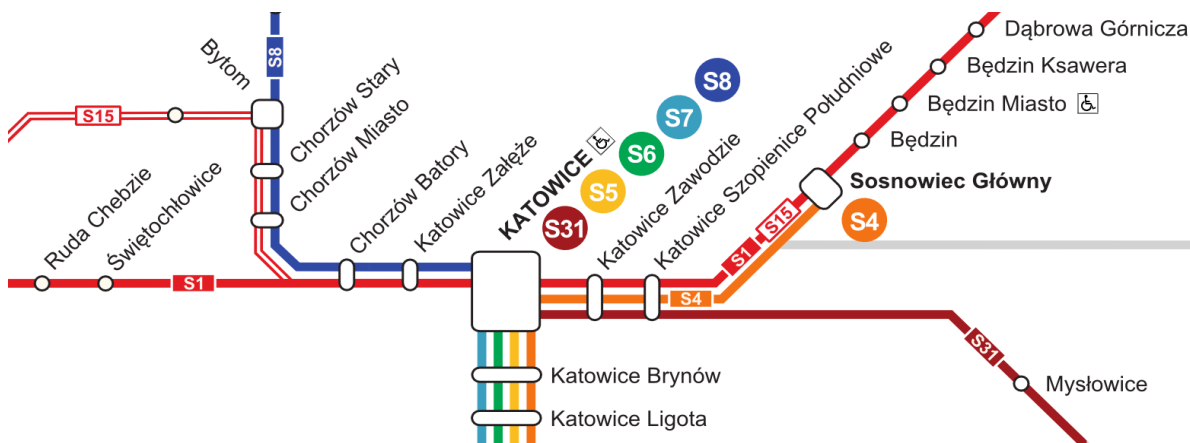 Dąbrowa Górnicza
Będzin Ksawera
Będzin Miasto
Będzin
Sosnowiec Główny
S4
S8
Bytom
S15
Chorzów Stary
Chorzów Miasto
Chorzów Batory
Katowice Załęże
KATOWICE
S31
S5
S6
S7
S8
Katowice Zawodzie
Katowice Szopienice Południowe
S1
S15
Ruda Chebzie
Świętochłowice
S1
S4
S31
Mysłowice
Katowice Brynów
Katowice Ligota